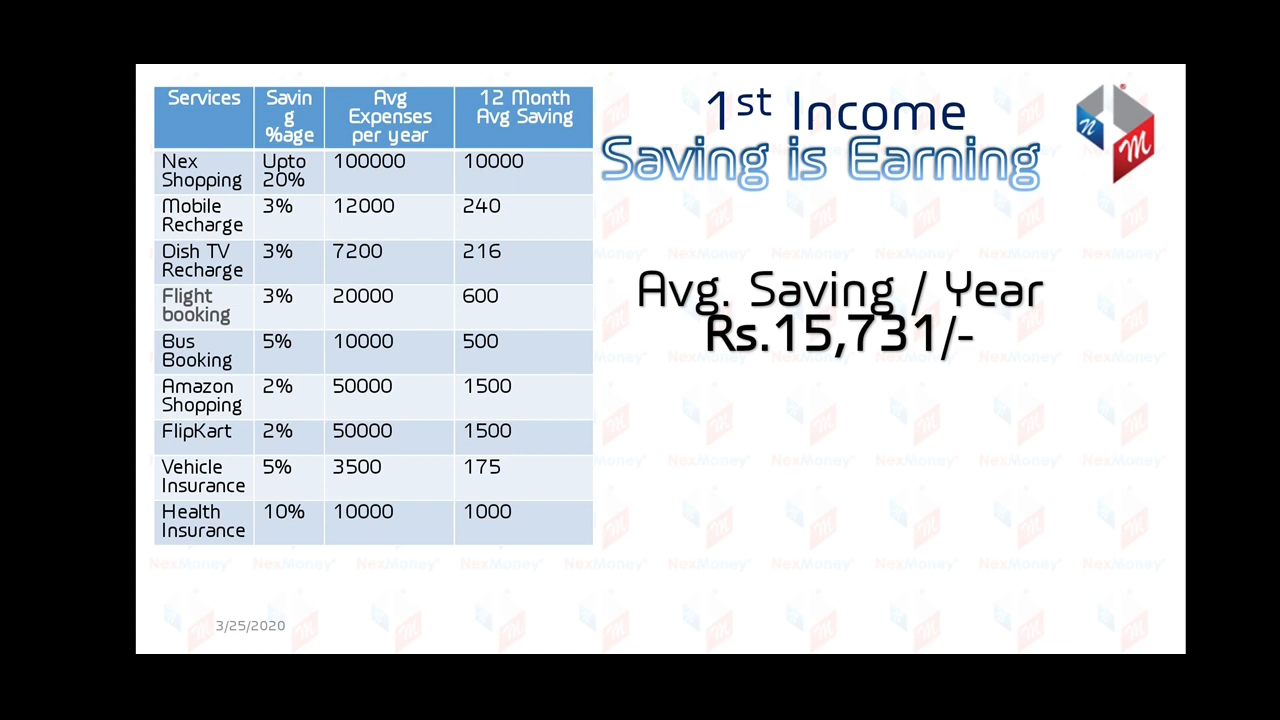 Services
Savin
g
%age
Avg
Expenses
per year
12 Month
Avg Saving
Nex
Shopping
Upto
20%
100000
10000
Mobile
Recharge
3%
12000
240
Dish TV
Recharge
3%
7200
216
Flight
booking
3%
20000
600
Bus
Booking
5%
10000
500
Amazon
Shopping
2%
50000
1500
FlipKart
2%
50000
1500
Vehicle
Insurance
5%
3500
175
Health
Insurance
10%
10000
1000
1st Income
Saving is Earning
Avg. Saving / Year
Rs.15,731/-
n
M
NexMoney
3/25/2020